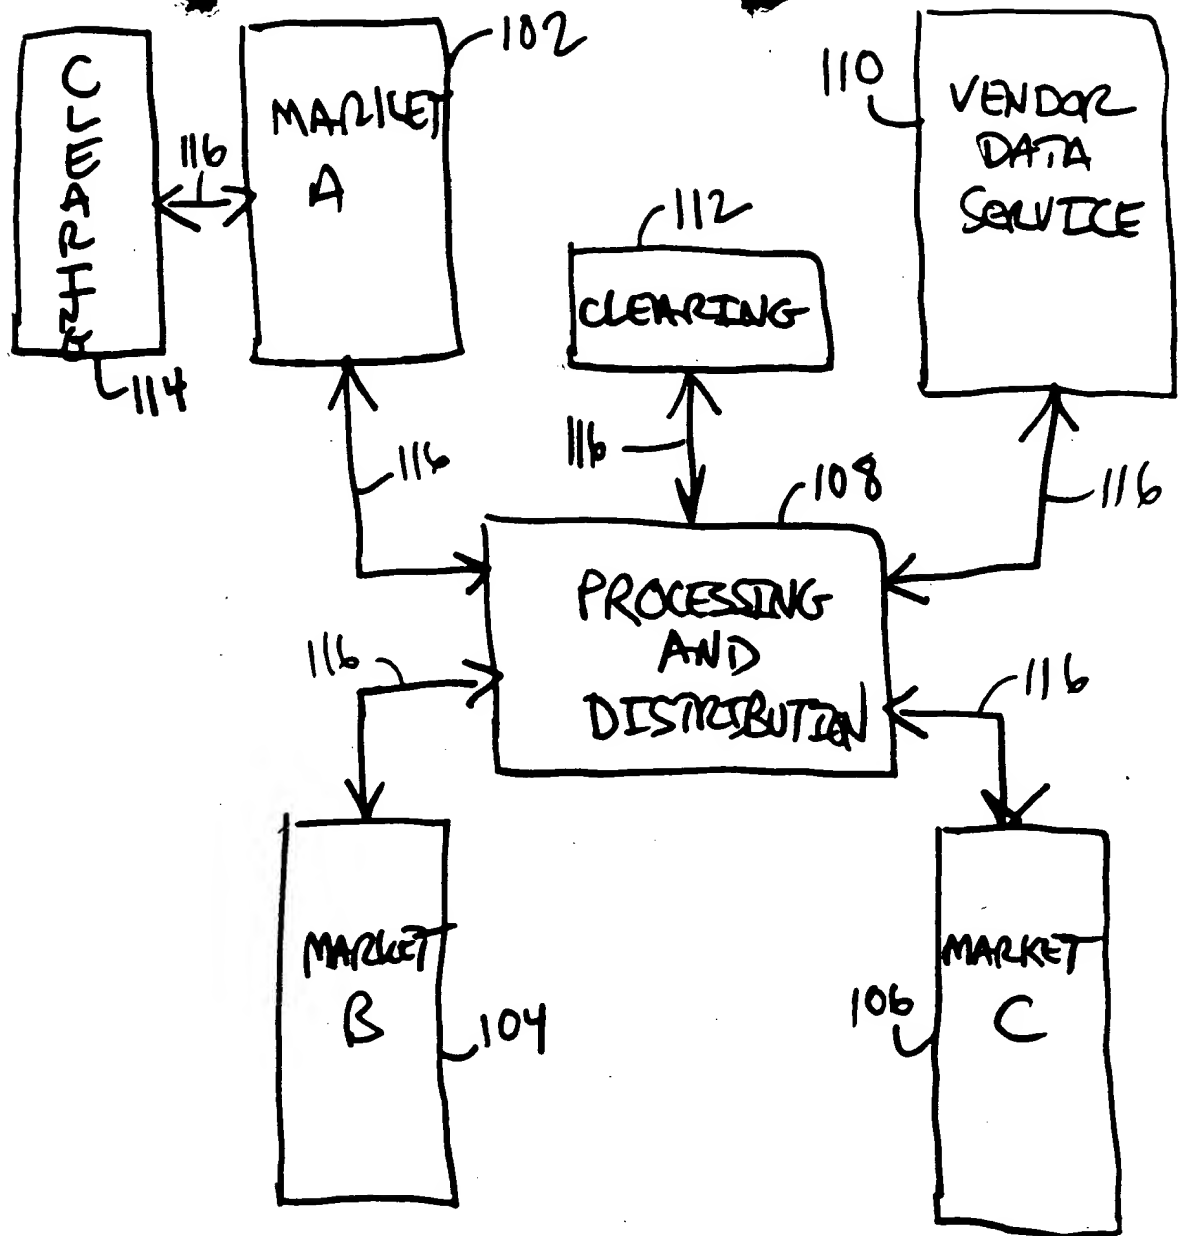 CLEARING
114
116
MARKET
A
102
112
CLEARING
116
110
VENDOR
DATA
SERVICE
116
116
108
PROCESSING
AND
DISTRIBUTION
116
116
MARKET
B
104
106
MARKET
C